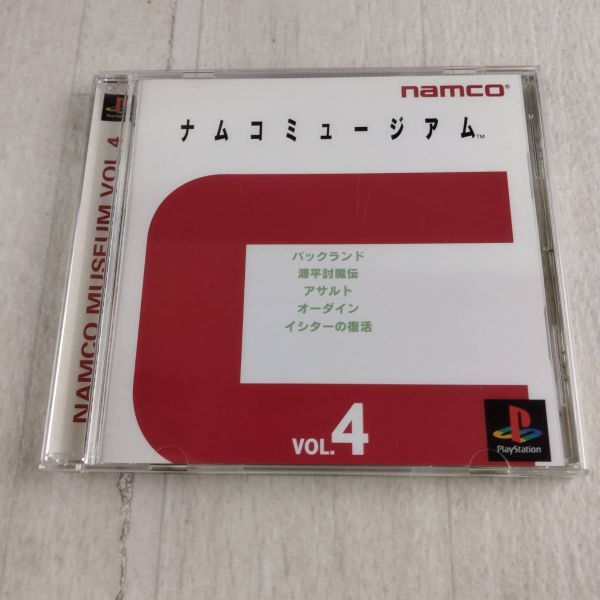 namco®
ナムコミュージアム™
パックランド
源平討魔伝
アサルト
オーダイン
イシターの復活
VOL.4
PlayStation
NAMCO MUSEUM VOL.4